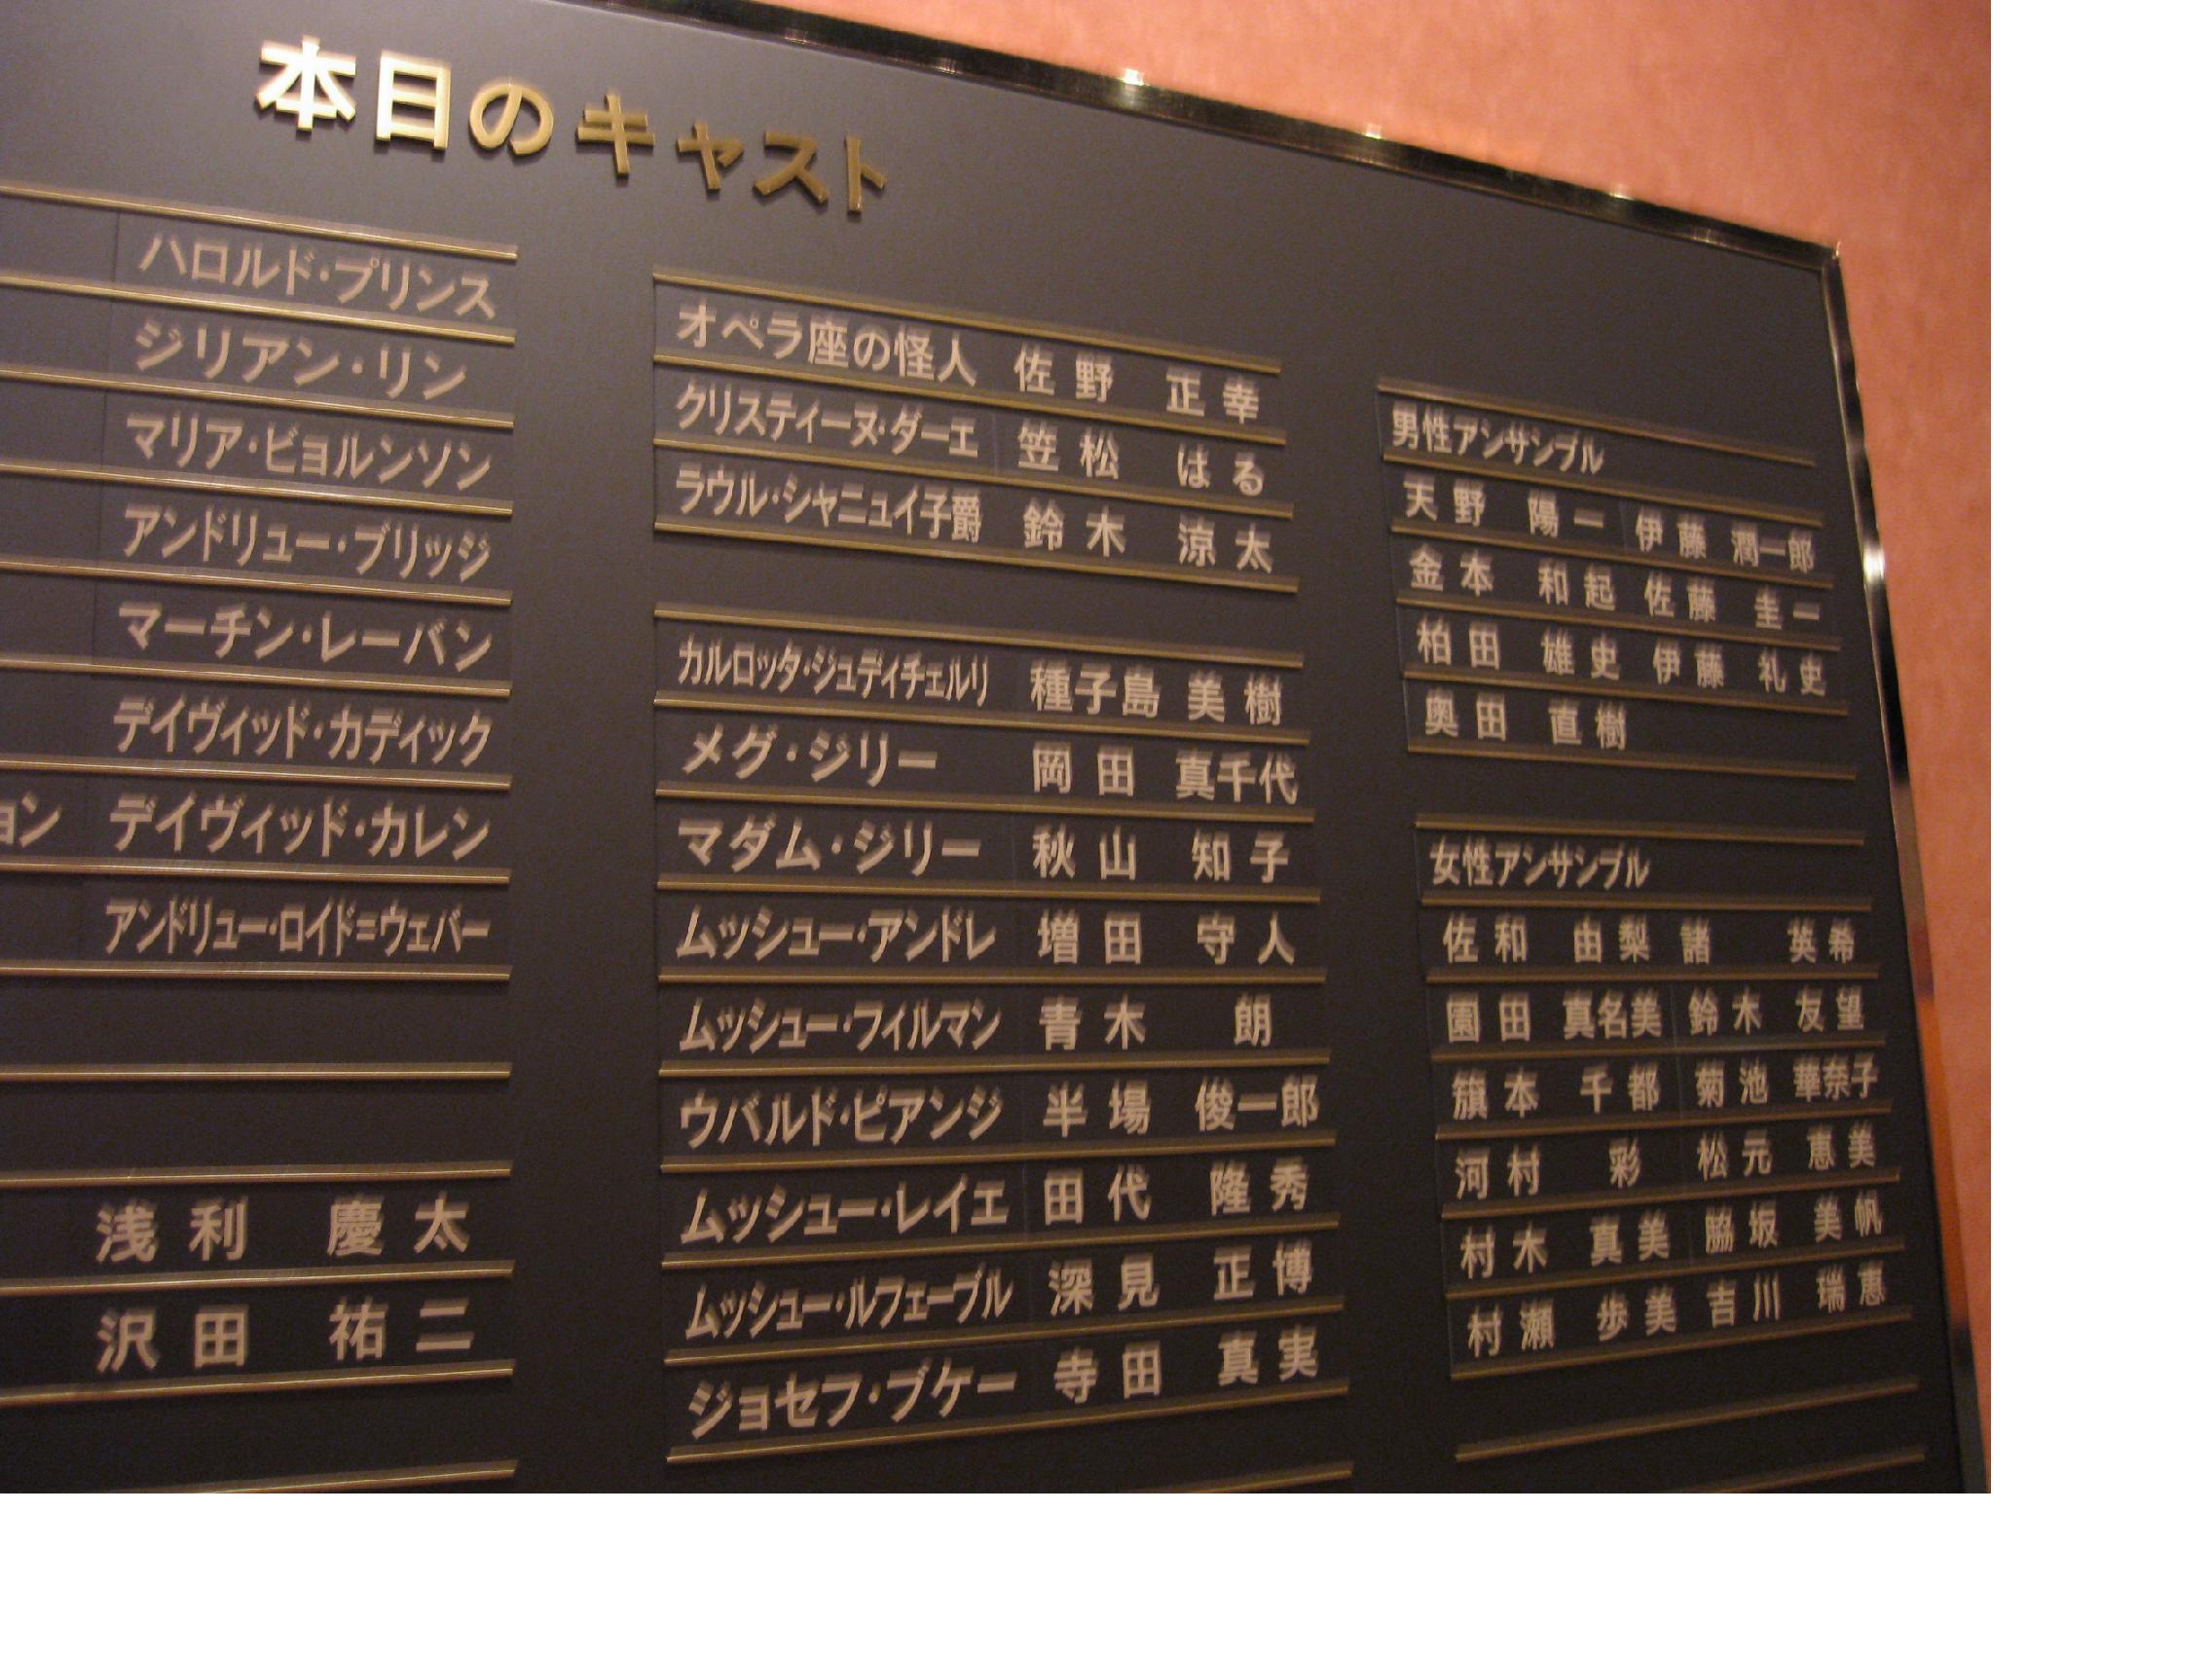 本日のキャスト
ハロルド・プリンス
ジリアン・リン
マリア・ビョルンソン
アンドリュー・ブリッジ
マーチン・レーバン
デイヴィッド・カディック
ョン デイヴィッド・カレン
アンドリュー・ロイド=ウェバー
浅利 慶太
沢田 祐二
オペラ座の怪人 佐野 正幸
クリスティーヌ・ダーエ 笠松 はる
ラウル・シャニュイ子爵 鈴木 涼太
カルロッタ・ジュディチェルリ 種子島 美樹
メグ・ジリー 岡田 真千代
マダム・ジリー 秋山 知子
ムッシュー・アンドレ 増田 守人
ムッシュー・フィルマン 青木 朗
ウバルド・ピアンジ 半場 俊一郎
ムッシュー・レイエ 田代 隆秀
ムッシュー・ルフェーブル 深見 正博
ジョセフ・ブケー 寺田 真実
男性アンサンブル
天野 陽一 伊藤 潤一郎
金本 和起 佐藤 圭一
柏田 雄史 伊藤 礼史
奥田 直樹
女性アンサンブル
佐和 由梨 諸 英希
園田 真名美 鈴木 友望
籏本 千都 菊池 華奈子
河村 彩 松元 恵美
村木 真美 脇坂 美帆
村瀬 歩美 吉川 瑞恵